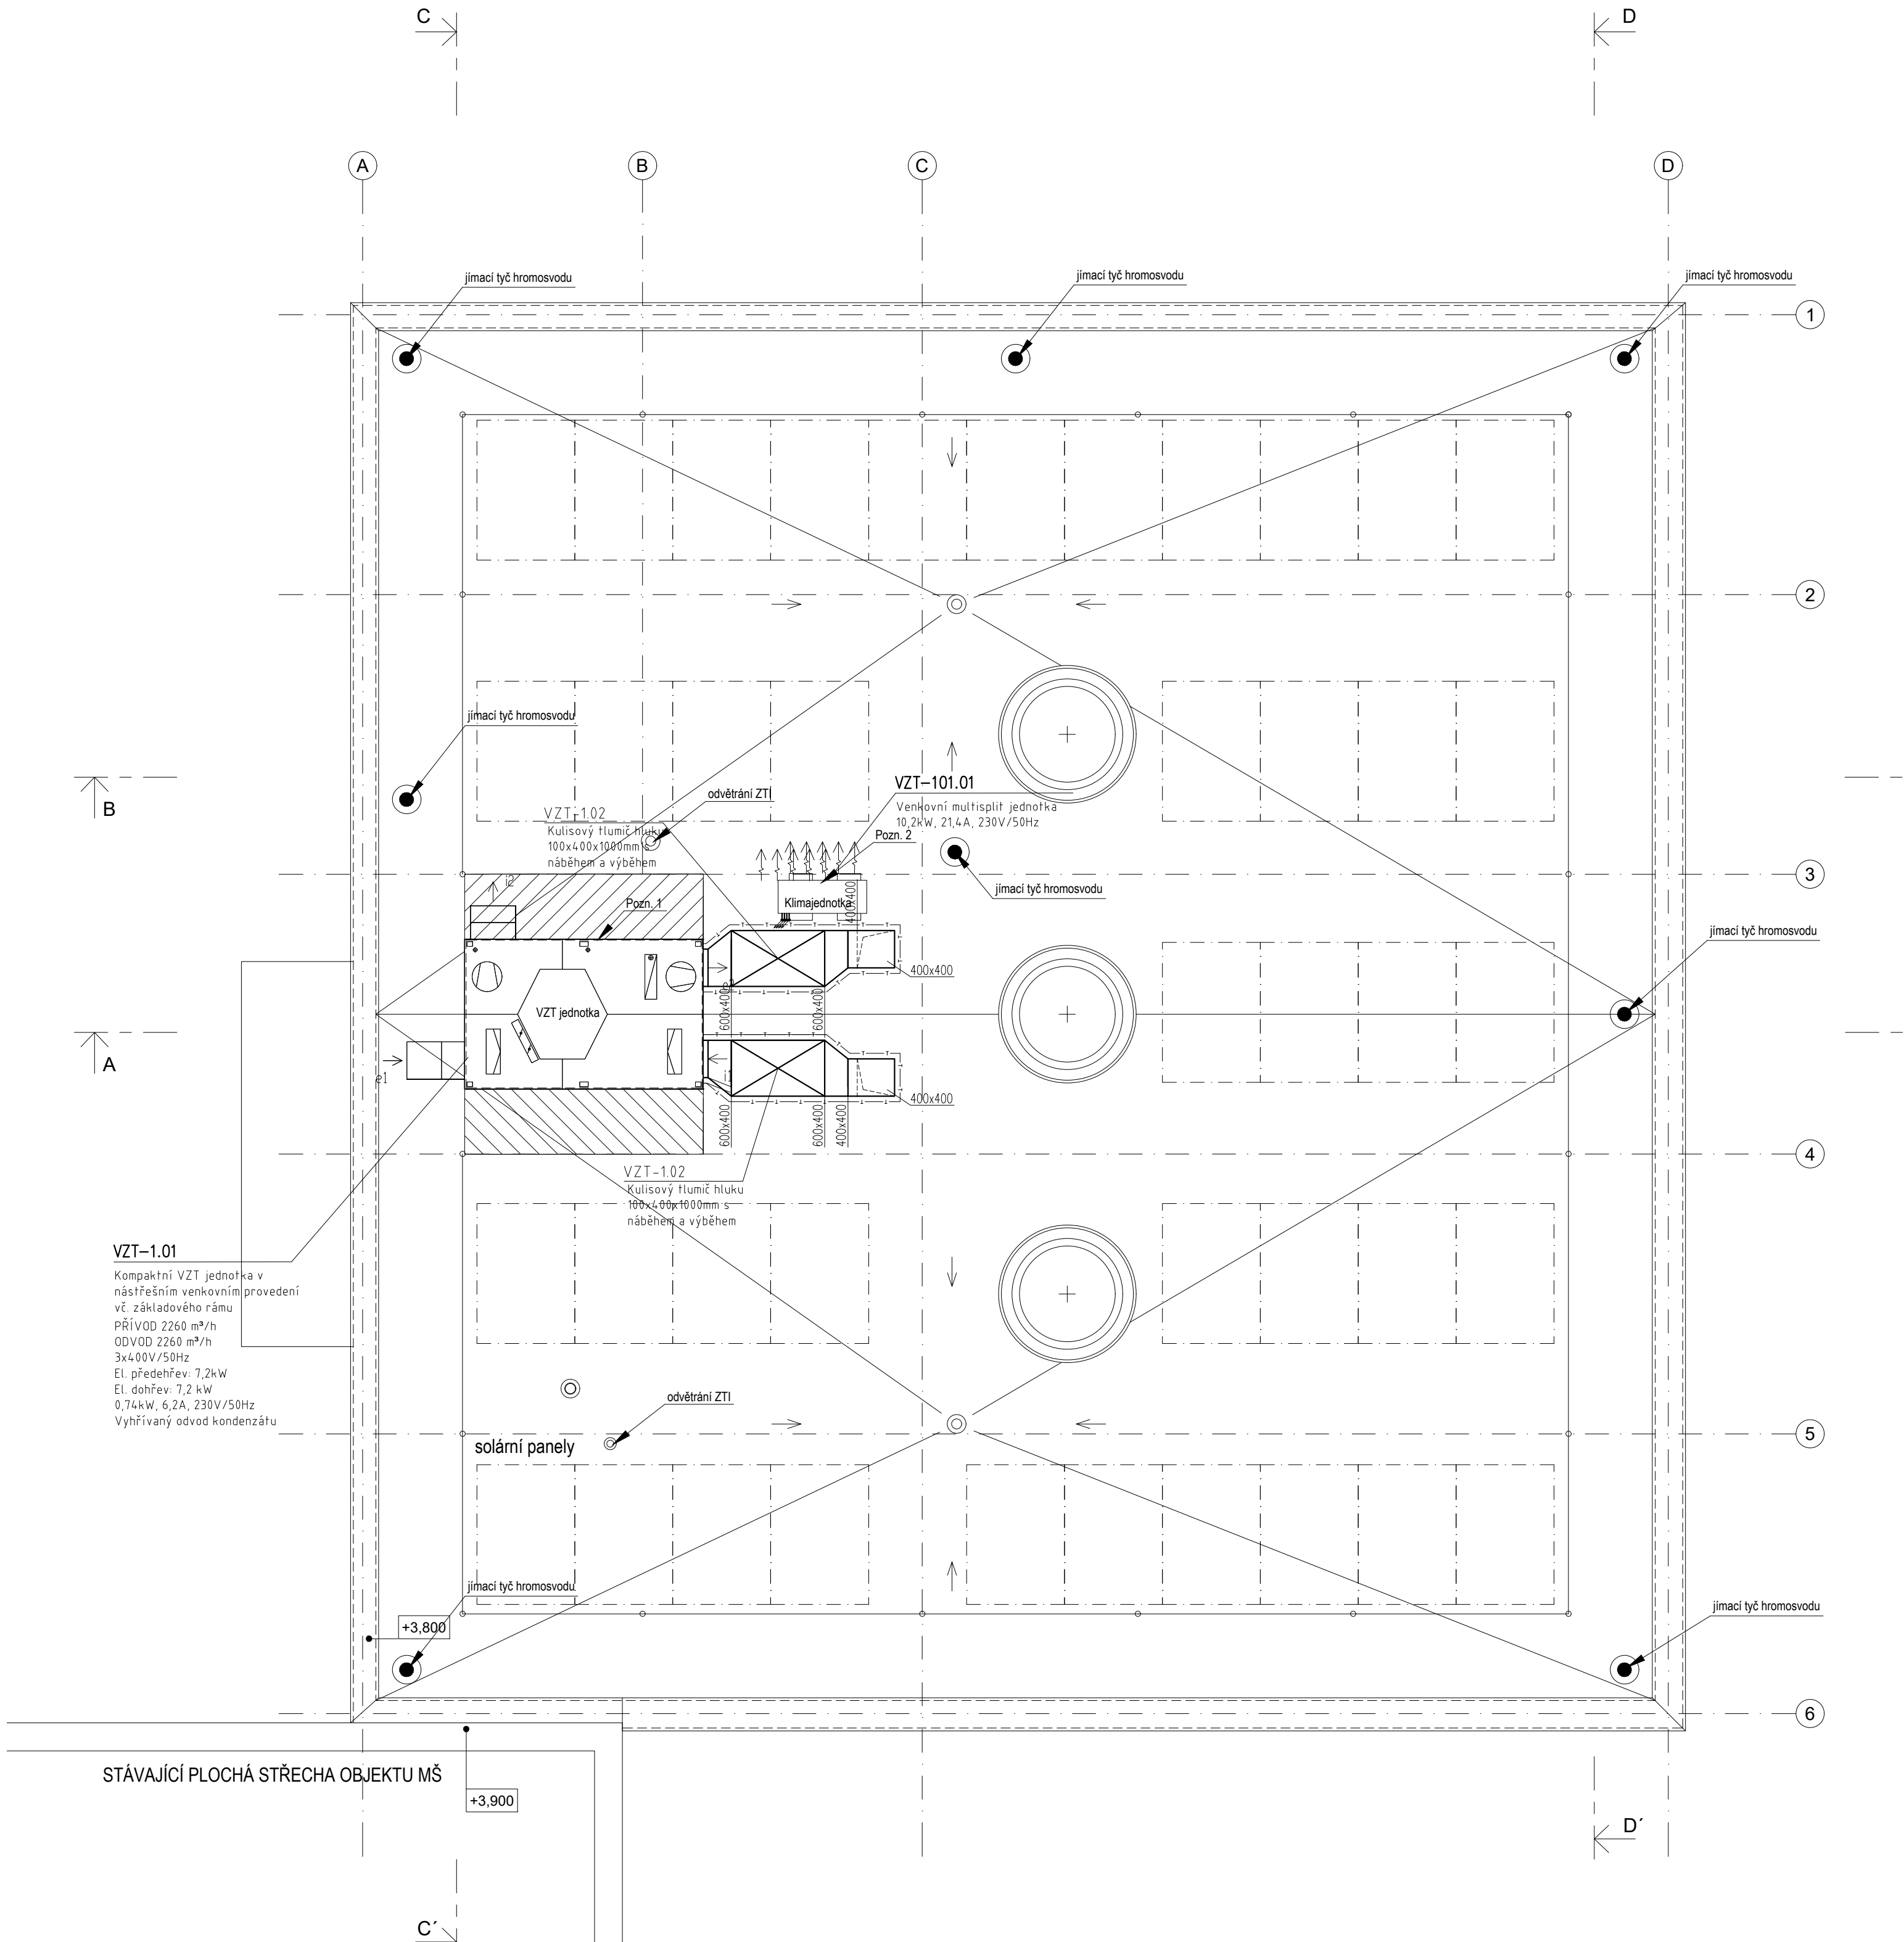 C
D
A
B
C
D
jímací tyč hromosvodu
jímací tyč hromosvodu
jímací tyč hromosvodu
1
2
jímací tyč hromosvodu
B
VZT-101.01
Venkovní multisplit jednotka
10,2kW, 21,4A, 230V/50Hz
Pozn. 2
odvětrání ZTI
VZT-1.02
Kulisový tlumič hluku
100x400x1000mm s
náběhem a výběhem
3
i2
Pozn. 1
Klimajednotka
400x400
jímací tyč hromosvodu
jímací tyč hromosvodu
400x400
600x400
600x400
VZT jednotka
A
e1
i1
400x400
600x400
600x400
400x400
4
VZT-1.02
Kulisový tlumič hluku
100x400x1000mm s
náběhem a výběhem
VZT-1.01
Kompaktní VZT jednotka v
nástřešním venkovním provedení
vč. základového rámu
PŘÍVOD 2260 m³/h
ODVOD 2260 m³/h
3x400V/50Hz
El. předehřev: 7,2kW
El. dohřev: 7,2 kW
0,74kW, 6,2A, 230V/50Hz
Vyhřívaný odvod kondenzátu
odvětrání ZTI
solární panely
5
jímací tyč hromosvodu
jímací tyč hromosvodu
+3,800
6
STÁVAJÍCÍ PLOCHÁ STŘECHA OBJEKTU MŠ
+3,900
D´
C´